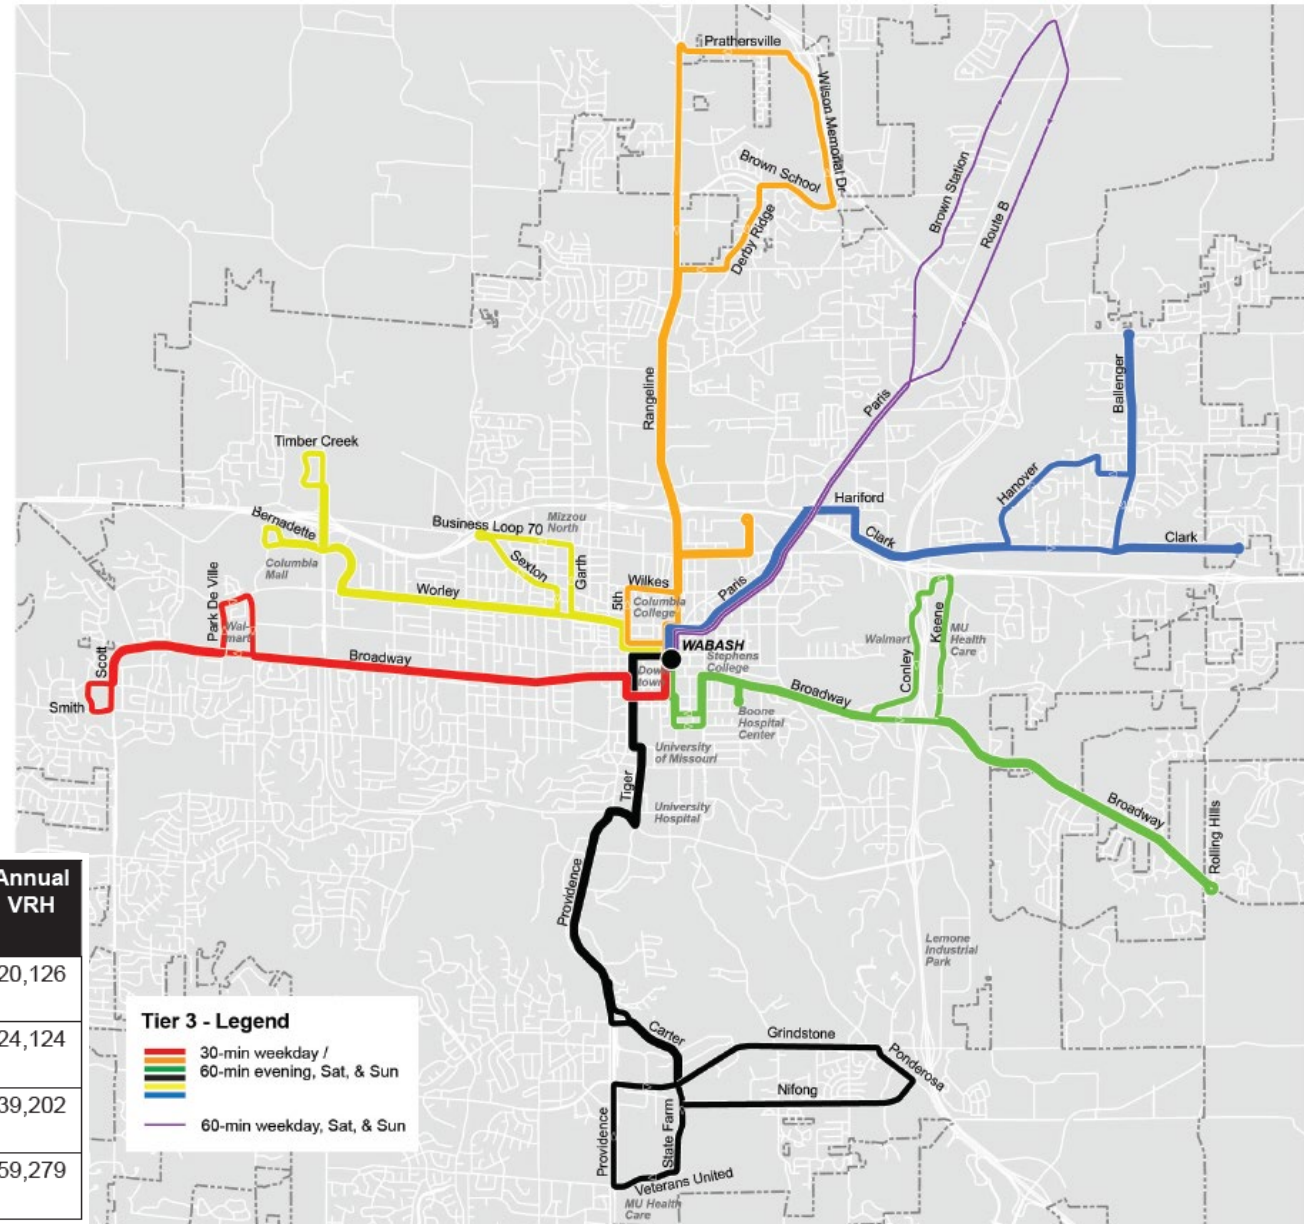 Prathersville
Wilson Memorial Dr
Brown School
Derby Ridge
Brown Station
Route B
Rangeline
Paris
Ballenger
Timber Creek
Hanover
Hariford
Bernadette
Business Loop 70
Mizzou
North
Clark
Clark
Columbia
Mall
Sexton
Garth
Worley
5th
Wilkes
Columbia
College
Paris
Park De Ville
Wal-
mart
Scott
Smith
Broadway
WABASH
Stephens
College
Down
town
Walmart
Conley
Keene
MU
Health
Care
Broadway
Boone
Hospital
Center
University
of Missouri
Tiger
University
Hospital
Broadway
Rolling Hills
Providence
Lemone
Industrial
Park
Annual
VRH
20,126
24,124
39,202
59,279
Tier 3 - Legend
30-min weekday /
60-min evening, Sat, & Sun
60-min weekday, Sat, & Sun
Carter
Grindstone
Ponderosa
Nifong
Providence
State Farm
Veterans United
MU Health
Care